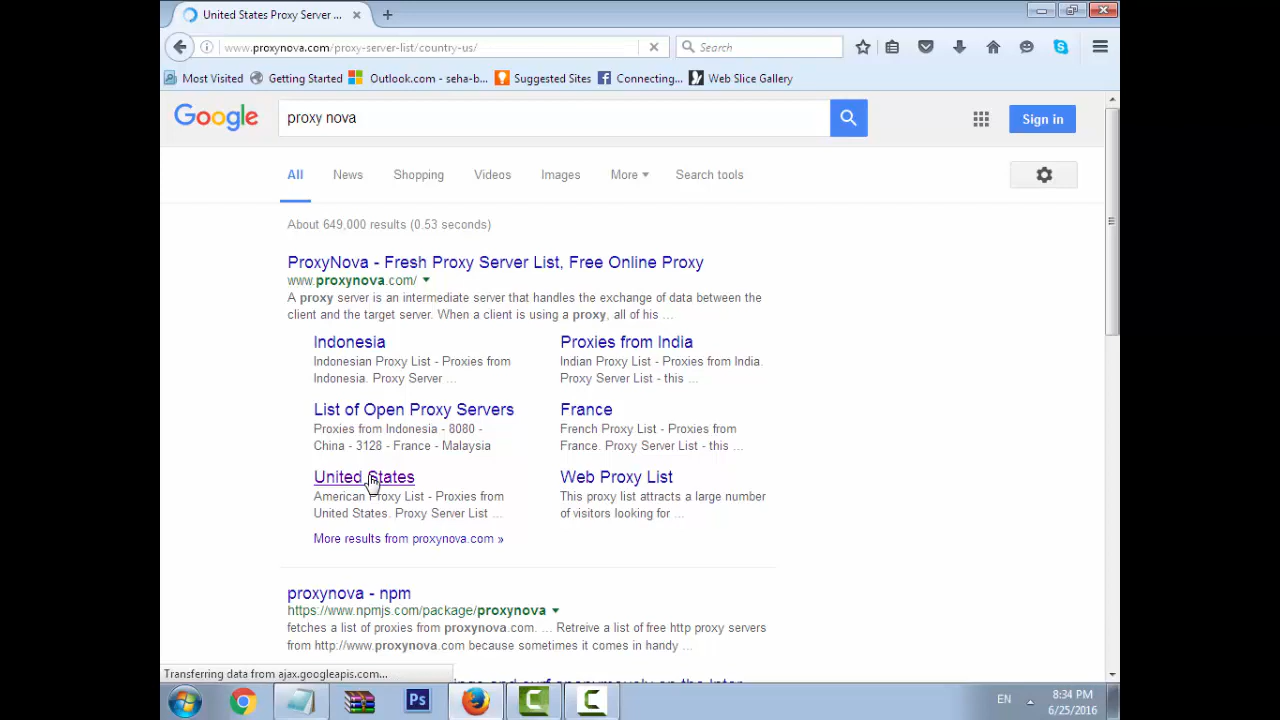 United States Proxy Server ...
www.proxynova.com/proxy-server-list/country-us/
Search
Most Visited
Getting Started
Outlook.com - seha-b...
Suggested Sites
Connecting...
Web Slice Gallery
Google
proxy nova
Sign in
All
News
Shopping
Videos
Images
More
Search tools
About 649,000 results (0.53 seconds)
ProxyNova - Fresh Proxy Server List, Free Online Proxy
www.proxynova.com/
A proxy server is an intermediate server that handles the exchange of data between the
client and the target server. When a client is using a proxy, all of his ...
Indonesia
Indonesian Proxy List - Proxies from
Indonesia. Proxy Server ...
Proxies from India
Indian Proxy List - Proxies from India.
Proxy Server List - this ...
List of Open Proxy Servers
Proxies from Indonesia - 8080 -
China - 3128 - France - Malaysia
France
French Proxy List - Proxies from
France. Proxy Server List - this ...
United States
American Proxy List - Proxies from
United States. Proxy Server List ...
Web Proxy List
This proxy list attracts a large number
of visitors looking for ...
More results from proxynova.com »
proxynova - npm
https://www.npmjs.com/package/proxynova
fetches a list of proxies from proxynova.com. ... Retreive a list of free http proxy servers
from http://www.proxynova.com because sometimes it comes in handy ...
Transferring data from ajax.googleapis.com...
Ps
EN
8:34 PM
6/25/2016